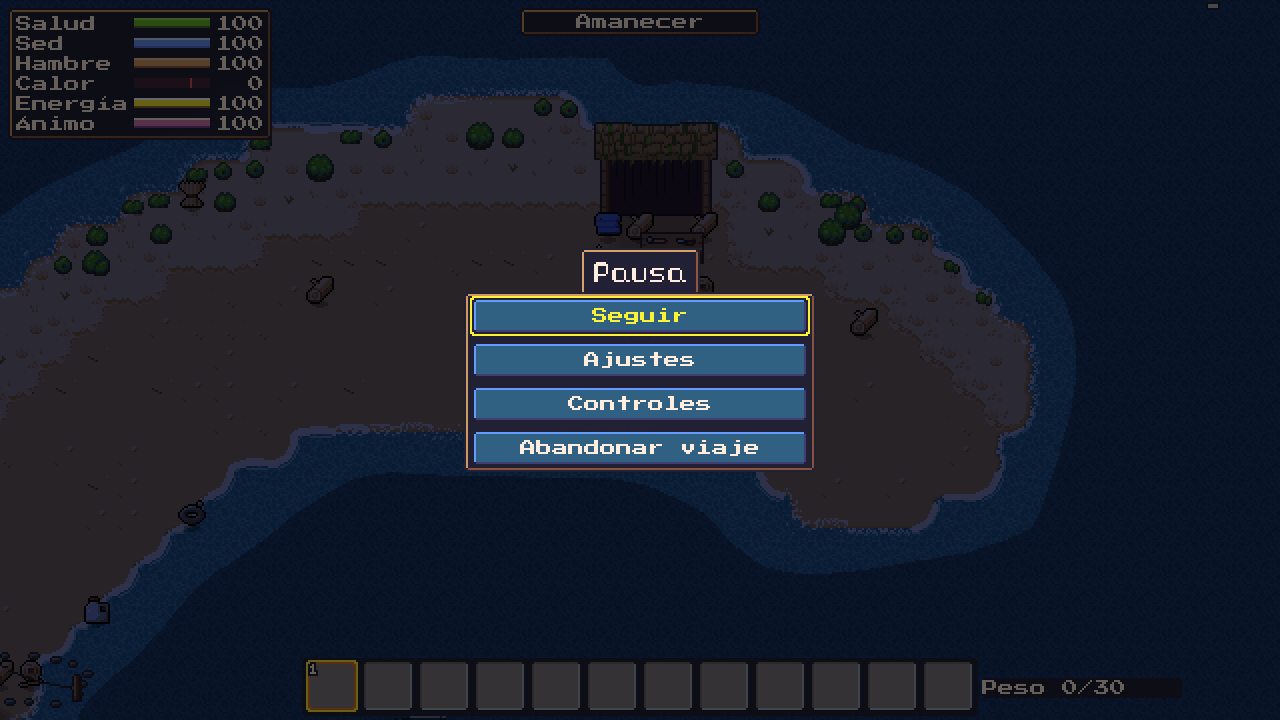 Salud 100
Sed 100
Hambre 100
Calor 0
Energía 100
Ánimo 100
Amanecer
Pausa
Seguir
Ajustes
Controles
Abandonar viaje
1
Peso 0/30